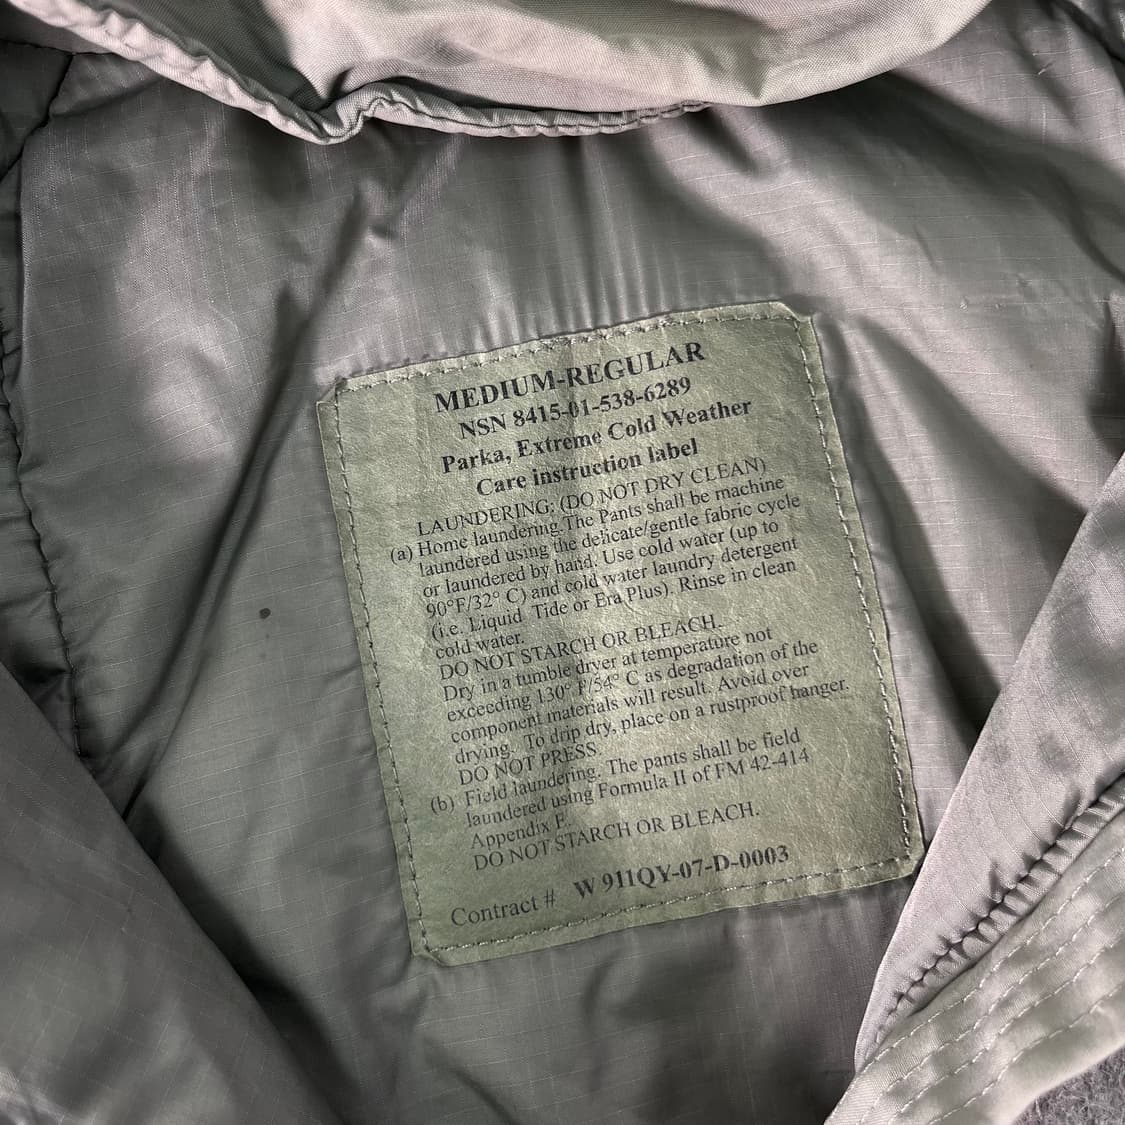 MEDIUM-REGULAR
NSN 8415-01-538-6289
Parka, Extreme Cold Weather
Care instruction label
LAUNDERING: (DO NOT DRY CLEAN)
(a) Home laundering The Pants shall be machine
laundered using the delicate/gentle fabric cycle
or laundered by hand. Use cold water (up to
90°F/32° C) and cold water laundry detergent
(i.e. Liquid Tide or Era Plus). Rinse in clean
cold water.
DO NOT STARCH OR BLEACH.
Dry in a tumble dryer at temperature not
exceeding 130° F/54° C as degradation of the
component materials will result. Avoid over
drying. To drip dry, place on a rustproof hanger.
DO NOT PRESS.
(b) Field laundering. The pants shall be field
laundered using Formula II of FM 42-414
Appendix E.
DO NOT STARCH OR BLEACH.
Contract # W911QY-07-D-0003